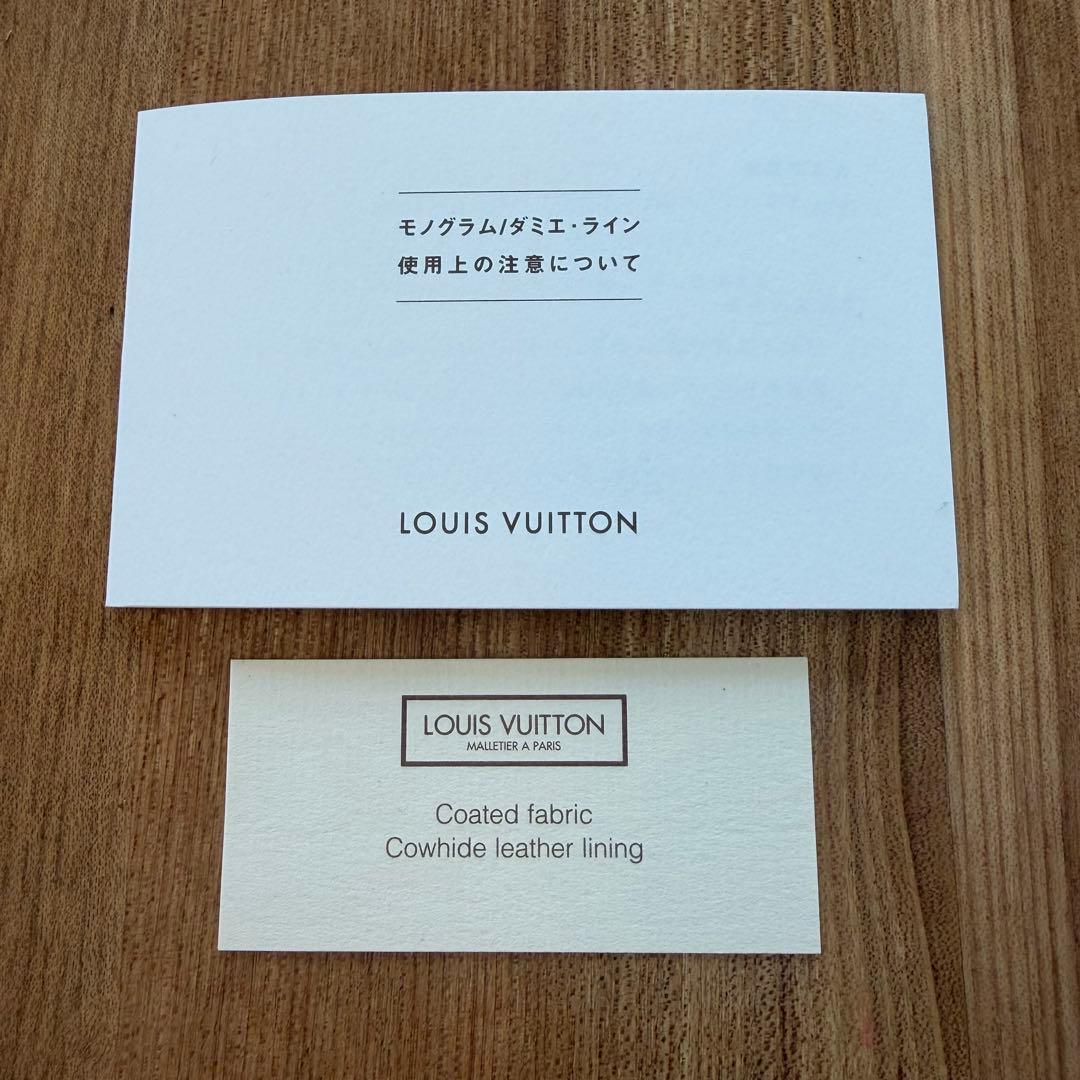 モノグラム/ダミエ・ライン
使用上の注意について
LOUIS VUITTON
LOUIS VUITTON
MALLETIER A PARIS
Coated fabric
Cowhide leather lining